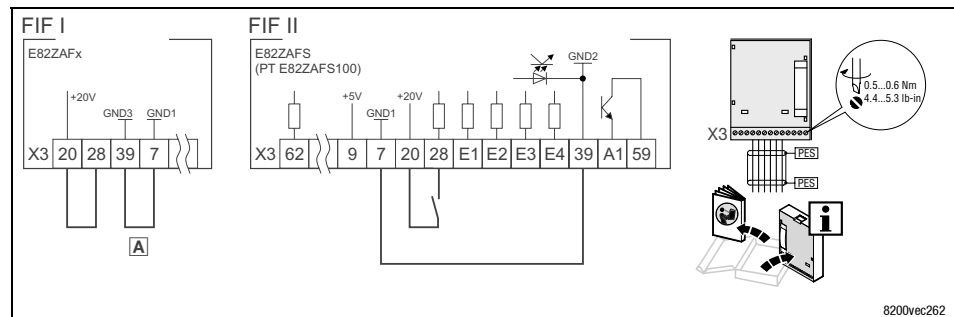 FIF I
E82ZAFx
+20V
GND3
GND1
X3 20 28 39 7
A
FIF II
E82ZAFS
(PT E82ZAFS100)
GND2
+5V
+20V
GND1
X3 62 9 7 20 28 E1 E2 E3 E4 39 A1 59
0.5...0.6 Nm
4.4...5.3 lb-in
X3
PES
PES
i
8200vec262